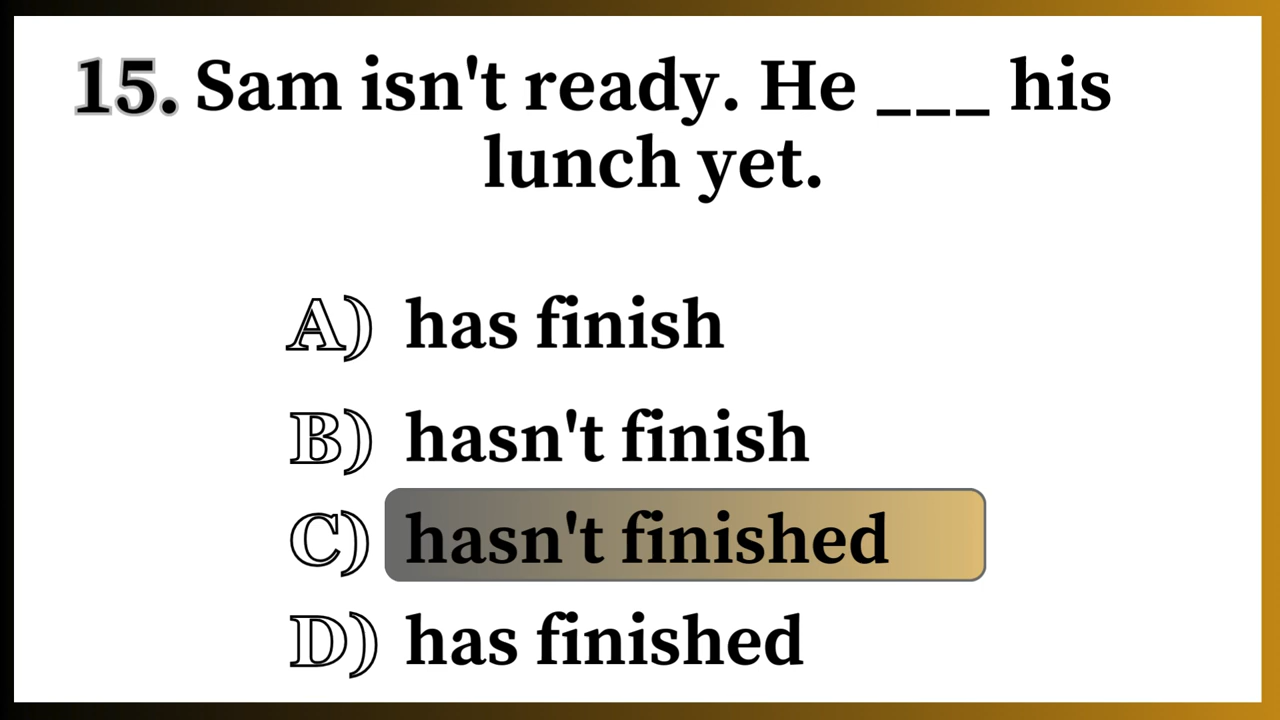 15. Sam isn't ready. He ___ his
lunch yet.
A) has finish
B) hasn't finish
C) hasn't finished
D) has finished